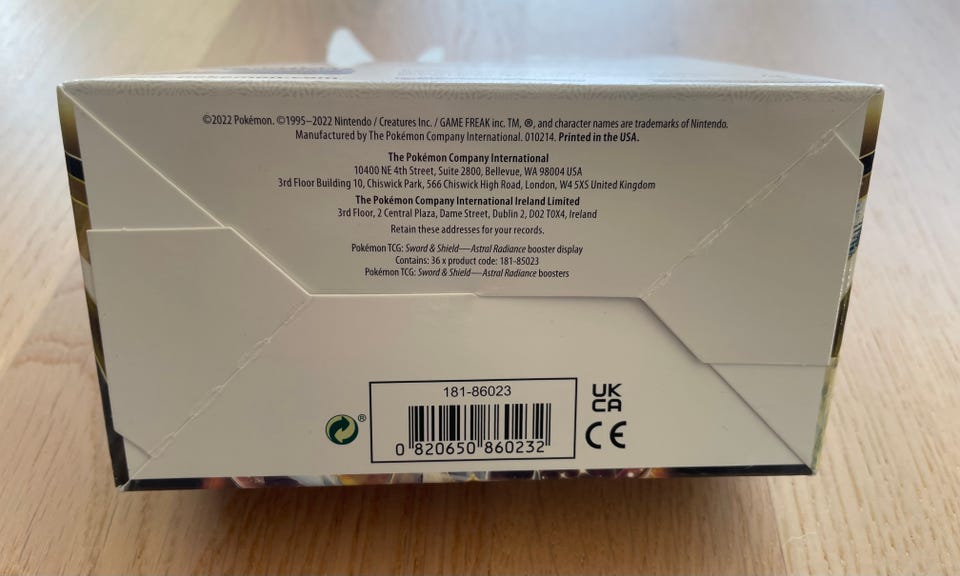 ©2022 Pokémon. ©1995–2022 Nintendo / Creatures Inc. / GAME FREAK inc. TM, ®, and character names are trademarks of Nintendo.
Manufactured by The Pokémon Company International. 010214. Printed in the USA.
The Pokémon Company International
10400 NE 4th Street, Suite 2800, Bellevue, WA 98004 USA
3rd Floor Building 10, Chiswick Park, 566 Chiswick High Road, London, W4 5XS United Kingdom
The Pokémon Company International Ireland Limited
3rd Floor, 2 Central Plaza, Dame Street, Dublin 2, D02 T0X4, Ireland
Retain these addresses for your records.
Pokémon TCG: Sword & Shield—Astral Radiance booster display
Contains: 36 x product code: 181-85023
Pokémon TCG: Sword & Shield—Astral Radiance boosters
181-86023
0 820650 860232
®
UK
CA
CE